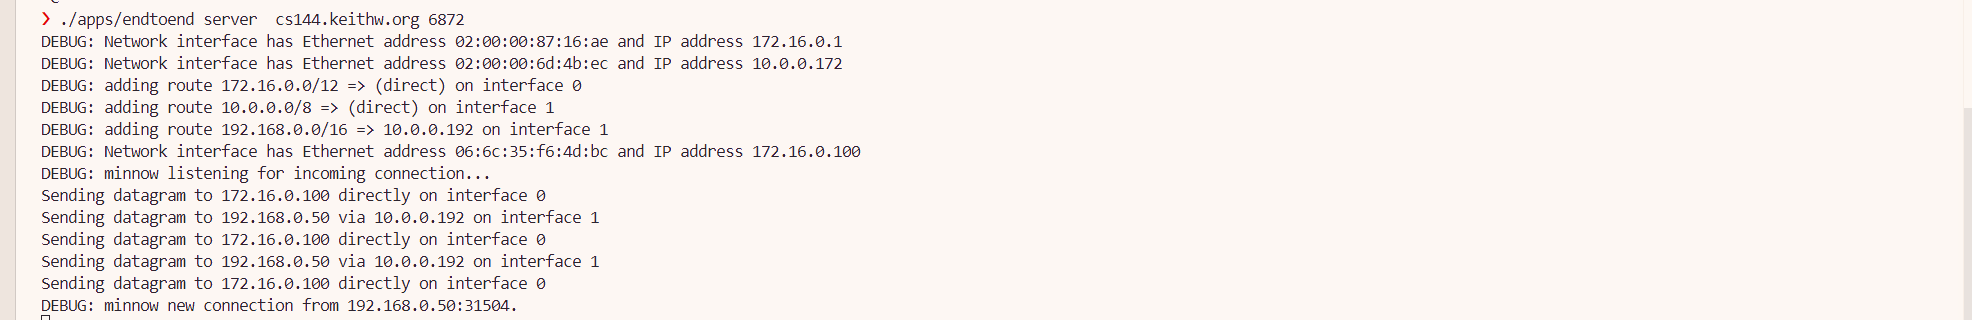 ❯ ./apps/endtoend server  cs144.keithw.org 6872
DEBUG: Network interface has Ethernet address 02:00:00:87:16:ae and IP address 172.16.0.1
DEBUG: Network interface has Ethernet address 02:00:00:6d:4b:ec and IP address 10.0.0.172
DEBUG: adding route 172.16.0.0/12 => (direct) on interface 0
DEBUG: adding route 10.0.0.0/8 => (direct) on interface 1
DEBUG: adding route 192.168.0.0/16 => 10.0.0.192 on interface 1
DEBUG: Network interface has Ethernet address 06:6c:35:f6:4d:bc and IP address 172.16.0.100
DEBUG: minnow listening for incoming connection...
Sending datagram to 172.16.0.100 directly on interface 0
Sending datagram to 192.168.0.50 via 10.0.0.192 on interface 1
Sending datagram to 172.16.0.100 directly on interface 0
Sending datagram to 192.168.0.50 via 10.0.0.192 on interface 1
Sending datagram to 172.16.0.100 directly on interface 0
DEBUG: minnow new connection from 192.168.0.50:31504.